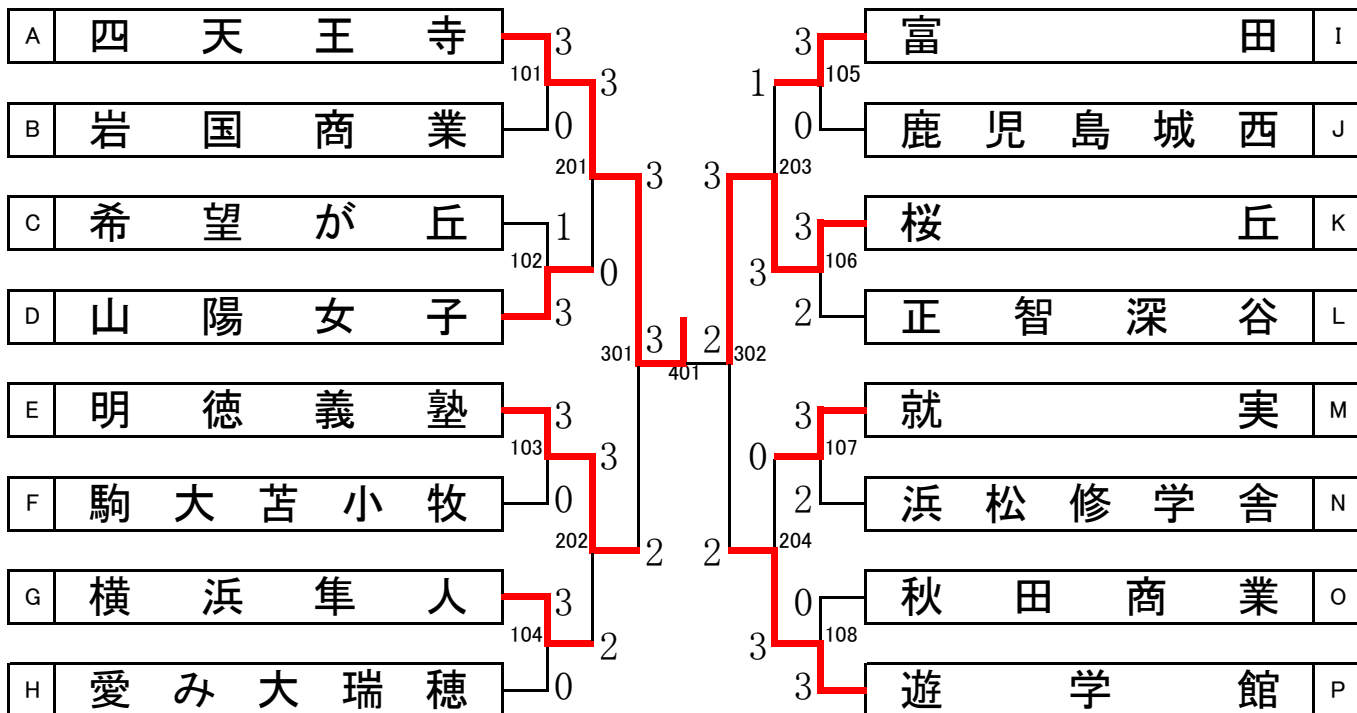 A 四天王寺 3 3 富田 I
101 3 1 105
B 岩国商業 0 0 鹿児島城西 J
201 3 3 203
C 希望が丘 1 3 桜丘 K
102 0 3 106
D 山陽女子 3 2 正智深谷 L
301 3 2 302
401
E 明徳義塾 3 3 就実 M
103 3 0 107
F 駒大苫小牧 0 2 浜松修学舎 N
202 2 2 204
G 横浜隼人 3 0 秋田商業 O
104 2 3 108
H 愛み大瑞穂 0 3 遊学館 P